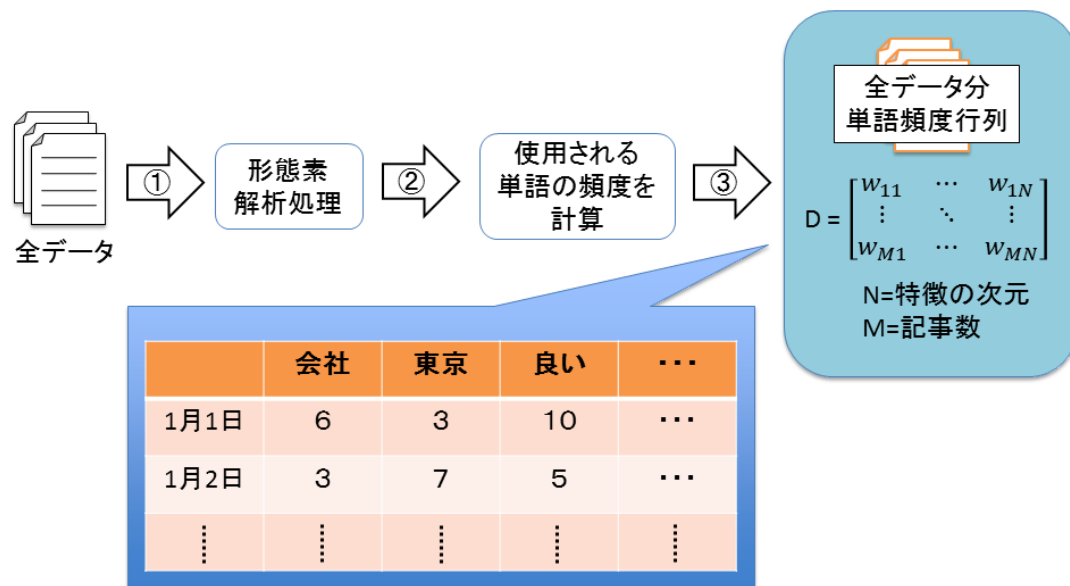 全データ
①
形態素
解析処理
②
使用される
単語の頻度を
計算
③
全データ分
単語頻度行列
D = [w11 ⋯ w1N
⋮ ⋱ ⋮
wM1 ⋯ wMN]
N=特徴の次元
M=記事数
会社 東京 良い ・・・
1月1日 6 3 10 ・・・
1月2日 3 7 5 ・・・
⋮ ⋮ ⋮ ⋮ ⋮